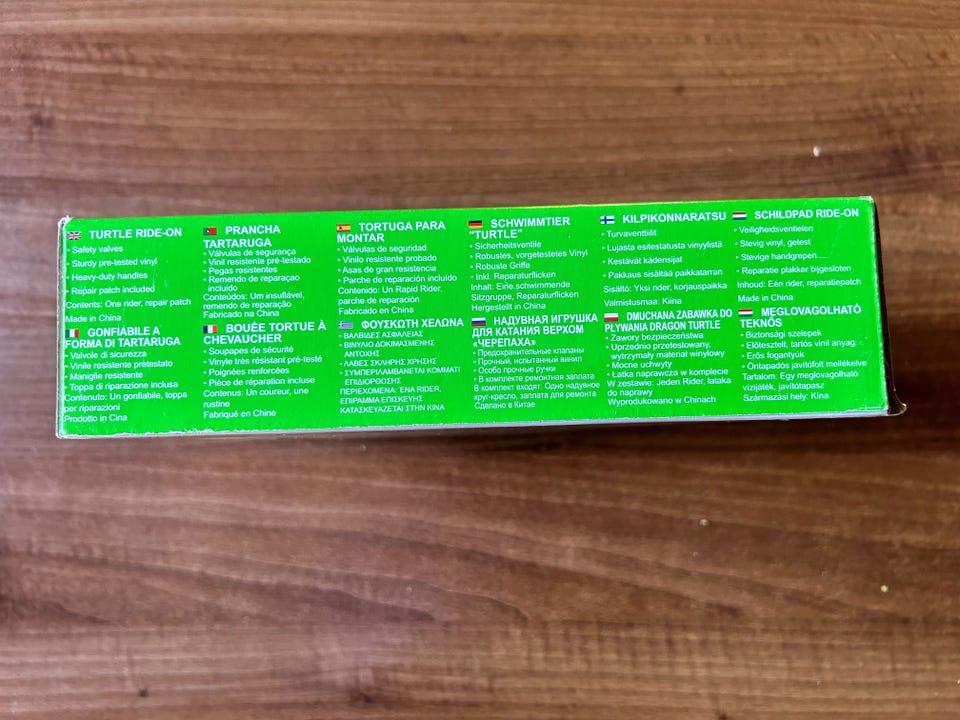 TURTLE RIDE-ON
• Safety valves
• Sturdy pre-tested vinyl
• Heavy-duty handles
• Repair patch included
Contents: One rider, repair patch
Made in China
PRANCHA
TARTARUGA
• Válvulas de segurança
• Vinil resistente pré-testado
• Pegas resistentes
• Remendo de reparaçao
incluido
Conteúdos: Um insuflável,
remendo de reparação
Fabricado na China
TORTUGA PARA
MONTAR
• Válvulas de seguridad
• Vinilo resistente probado
• Asas de gran resistencia
• Parche de reparación incluido
Contenido: Un Rapid Rider,
parche de reparación
Fabricado en China
SCHWIMMTIER
"TURTLE"
• Sicherheitsventile
• Robustes, vorgetestetes Vinyl
• Robuste Griffe
• Inkl. Reparaturflicken
Inhalt: Eine schwimmende
Sitzgruppe, Reparaturflicken
Hergestellt in China
KILPIKONNARATSU
• Turvaventtiilit
• Lujasta esitestatusta vinyylistä
• Kestävät kädensijat
• Pakkaus sisältää paikkatarran
Sisältö: Yksi rider, korjauspaikka
Valmistusmaa: Kiina
SCHILDPAD RIDE-ON
• Veiligheidsventielen
• Stevig vinyl, getest
• Stevige handgrepen
• Reparatie plakker bijgesloten
Inhoud: Eén rider, reparatiepatch
Made in China
GONFIABILE A
FORMA DI TARTARUGA
• Valvole di sicurezza
• Vinile resistente prétestato
• Maniglie resistente
• Toppa di riparazione inclusa
Contenuto: Un gonfiabile, toppa
per riparazioni
Prodotto in Cina
BOUÉE TORTUE À
CHEVAUCHER
• Soupapes de sécurité
• Vinyle très résistant pré-testé
• Poignées renforcées
• Pièce de réparation incluse
Contenus: Un coureur, une
rustine
Fabriqué en Chine
ΦΟΥΣΚΩΤΗ ΧΕΛΩΝΑ
• ΒΑΛΒΙΔΕΣ ΑΣΦΑΛΕΙΑΣ
• ΒΙΝΥΛΙΟ ΔΟΚΙΜΑΣΜΕΝΗΣ
ΑΝΤΟΧΗΣ
• ΛΑΒΕΣ ΣΚΛΗΡΗΣ ΧΡΗΣΗΣ
• ΣΥΜΠΕΡΙΛΑΜΒΑΝΕΤΑΙ ΚΟΜΜΑΤΙ
ΕΠΙΔΙΟΡΘΩΣΗΣ
ΠΕΡΙΕΧΟΜΕΝΑ: ΕΝΑ RIDER,
ΕΠΙΡΑΜΜΑ ΕΠΙΣΚΕΥΗΣ
ΚΑΤΑΣΚΕΥΑΖΕΤΑΙ ΣΤΗΝ ΚΙΝΑ
НАДУВНАЯ ИГРУШКА
ДЛЯ КАТАНИЯ ВЕРХОМ
«ЧЕРЕПАХА»
• Предохранительные клапаны
• Прочный, испытанный винил
• Особо прочные ручки
• В комплекте ремонтная заплата
В комплект входят: Одно надувное
круг-кресло, заплата для ремонта
Сделано в Китае
DMUCHANA ZABAWKA DO
PŁYWANIA DRAGON TURTLE
• Zawory bezpieczeństwa
• Uprzednio przetestowany,
wytrzymały materiał winylowy
• Mocne uchwyty
• Łatka naprawcza w komplecie
W zestawie: Jeden Rider, łataka
do naprawy
Wyprodukowano w Chinach
MEGLOVAGOLHATÓ
TEKNŐS
• Biztonsági szelepek
• Előtesztelt, tartós vinil anyag
• Erős fogantyúk
• Öntapadós javítófolt mellékelve
Tartalom: Egy meglovagolható
vízijáték, javítótapasz
Származási hely: Kína